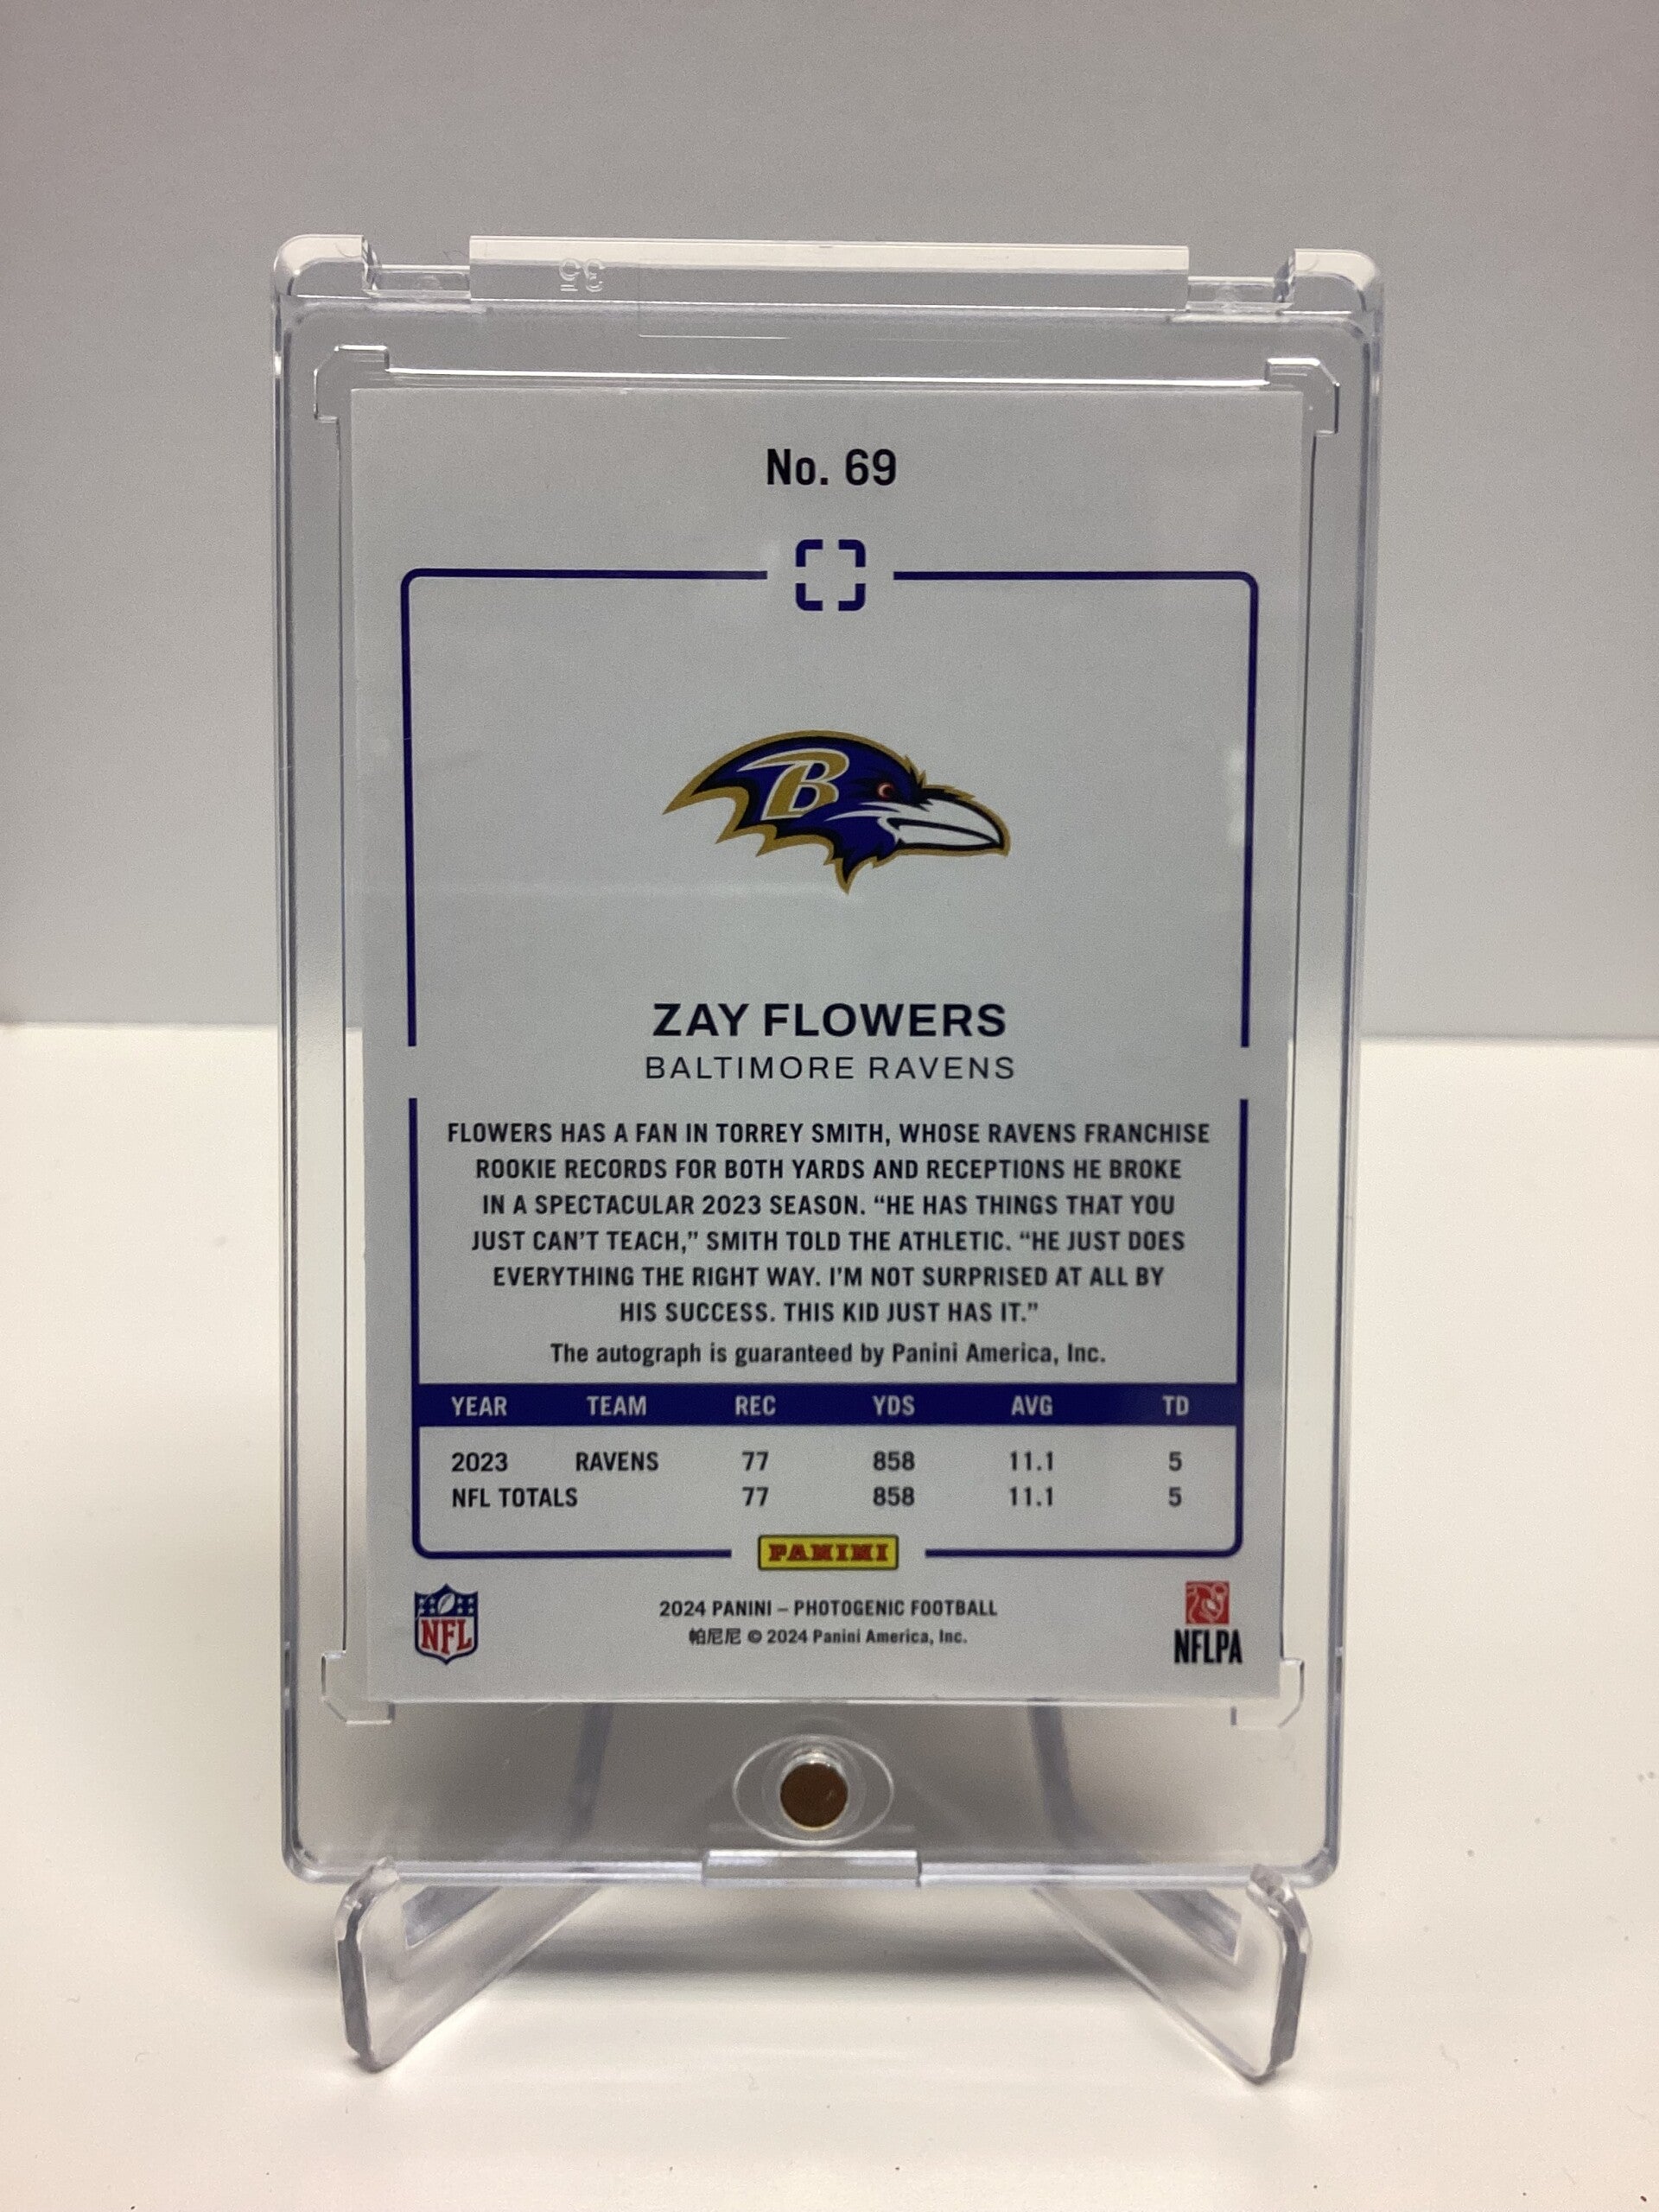 35
No. 69
B
ZAY FLOWERS
BALTIMORE RAVENS
FLOWERS HAS A FAN IN TORREY SMITH, WHOSE RAVENS FRANCHISE
ROOKIE RECORDS FOR BOTH YARDS AND RECEPTIONS HE BROKE
IN A SPECTACULAR 2023 SEASON. “HE HAS THINGS THAT YOU
JUST CAN’T TEACH,” SMITH TOLD THE ATHLETIC. “HE JUST DOES
EVERYTHING THE RIGHT WAY. I’M NOT SURPRISED AT ALL BY
HIS SUCCESS. THIS KID JUST HAS IT.”
The autograph is guaranteed by Panini America, Inc.
YEAR TEAM REC YDS AVG TD
2023 RAVENS 77 858 11.1 5
NFL TOTALS 77 858 11.1 5
PANINI
NFL
2024 PANINI – PHOTOGENIC FOOTBALL
帕尼尼 © 2024 Panini America, Inc.
NFLPA